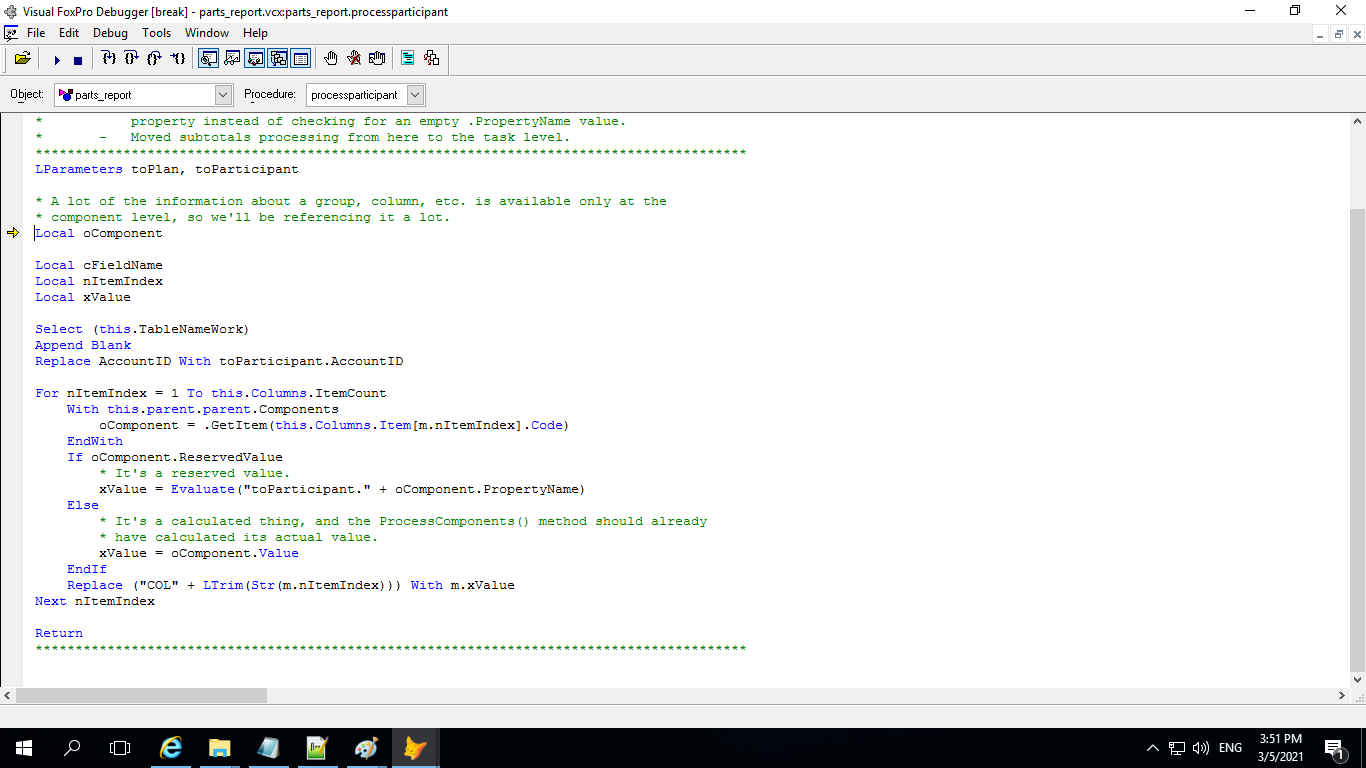 Visual FoxPro Debugger [break] - parts_report.vcx:parts_report.processparticipant
File Edit Debug Tools Window Help
Object: parts_report Procedure: processparticipant
* property instead of checking for an empty .PropertyName value.
* - Moved subtotals processing from here to the task level.
*****************************************************************************************
LParameters toPlan, toParticipant
* A lot of the information about a group, column, etc. is available only at the
* component level, so we'll be referencing it a lot.
Local oComponent
Local cFieldName
Local nItemIndex
Local xValue
Select (this.TableNameWork)
Append Blank
Replace AccountID With toParticipant.AccountID
For nItemIndex = 1 To this.Columns.ItemCount
With this.parent.parent.Components
oComponent = .GetItem(this.Columns.Item[m.nItemIndex].Code)
EndWith
If oComponent.ReservedValue
* It's a reserved value.
xValue = Evaluate("toParticipant." + oComponent.PropertyName)
Else
* It's a calculated thing, and the ProcessComponents() method should already
* have calculated its actual value.
xValue = oComponent.Value
EndIf
Replace ("COL" + LTrim(Str(m.nItemIndex))) With m.xValue
Next nItemIndex
Return
*****************************************************************************************
ENG
3:51 PM
3/5/2021
1